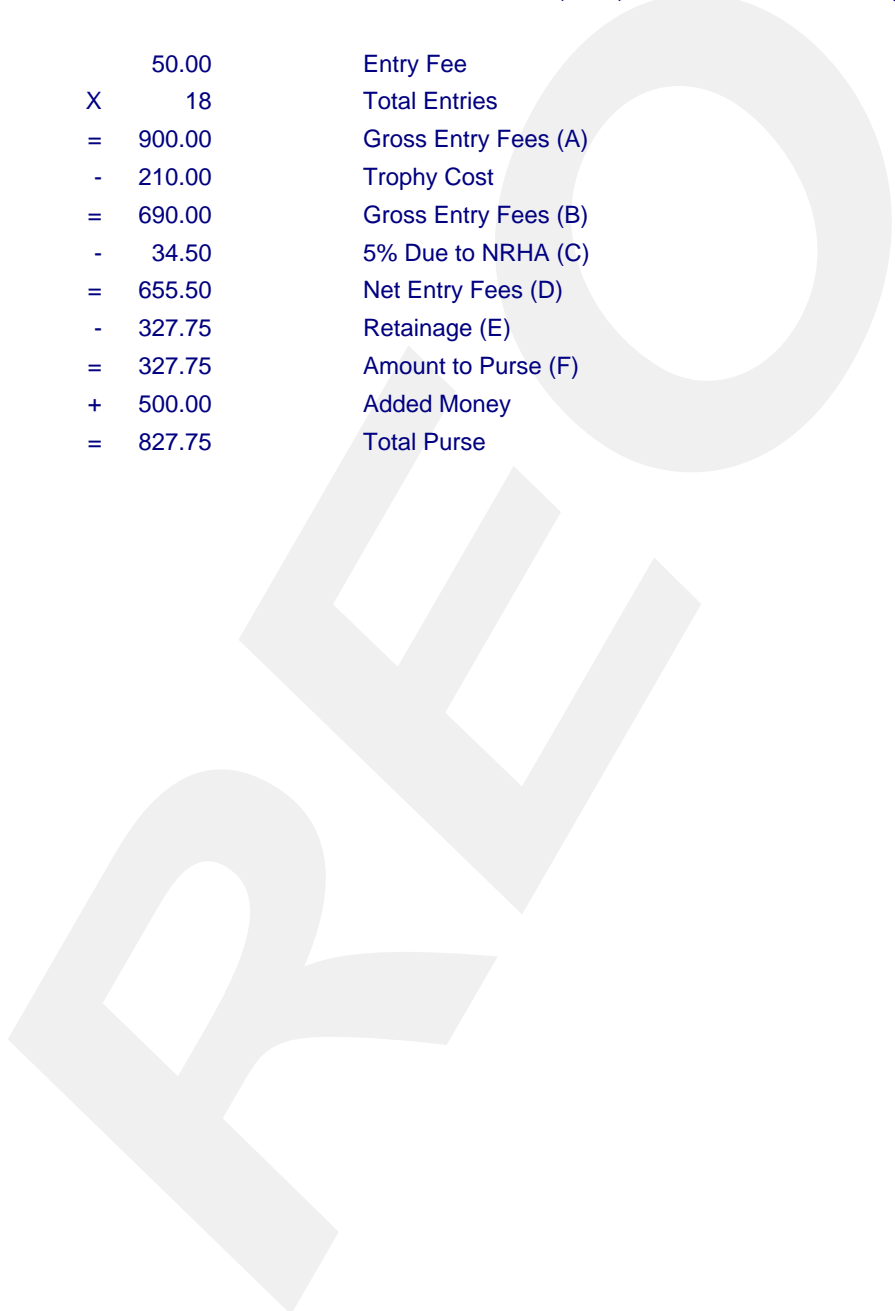 50.00 Entry Fee
X 18 Total Entries
= 900.00 Gross Entry Fees (A)
- 210.00 Trophy Cost
= 690.00 Gross Entry Fees (B)
- 34.50 5% Due to NRHA (C)
= 655.50 Net Entry Fees (D)
- 327.75 Retainage (E)
= 327.75 Amount to Purse (F)
+ 500.00 Added Money
= 827.75 Total Purse
REO